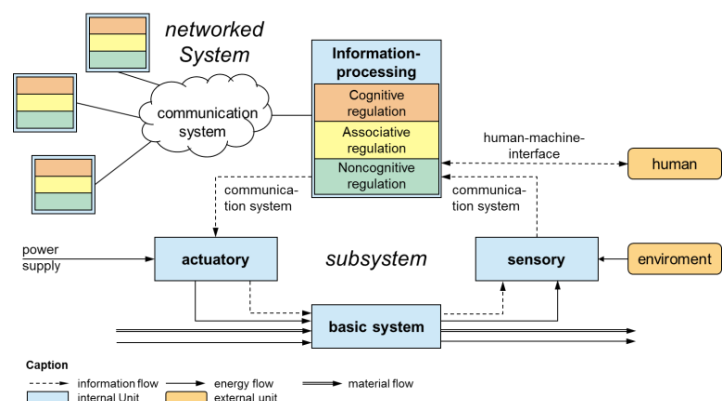 networked
System
Information-
processing
Cognitive
regulation
Associative
regulation
Noncognitive
regulation
communication
system
human-machine-
interface
human
communica-
tion system
communica-
tion system
power
supply
actuatory
subsystem
sensory
enviroment
basic system
Caption
information flow
energy flow
material flow
internal Unit
external unit